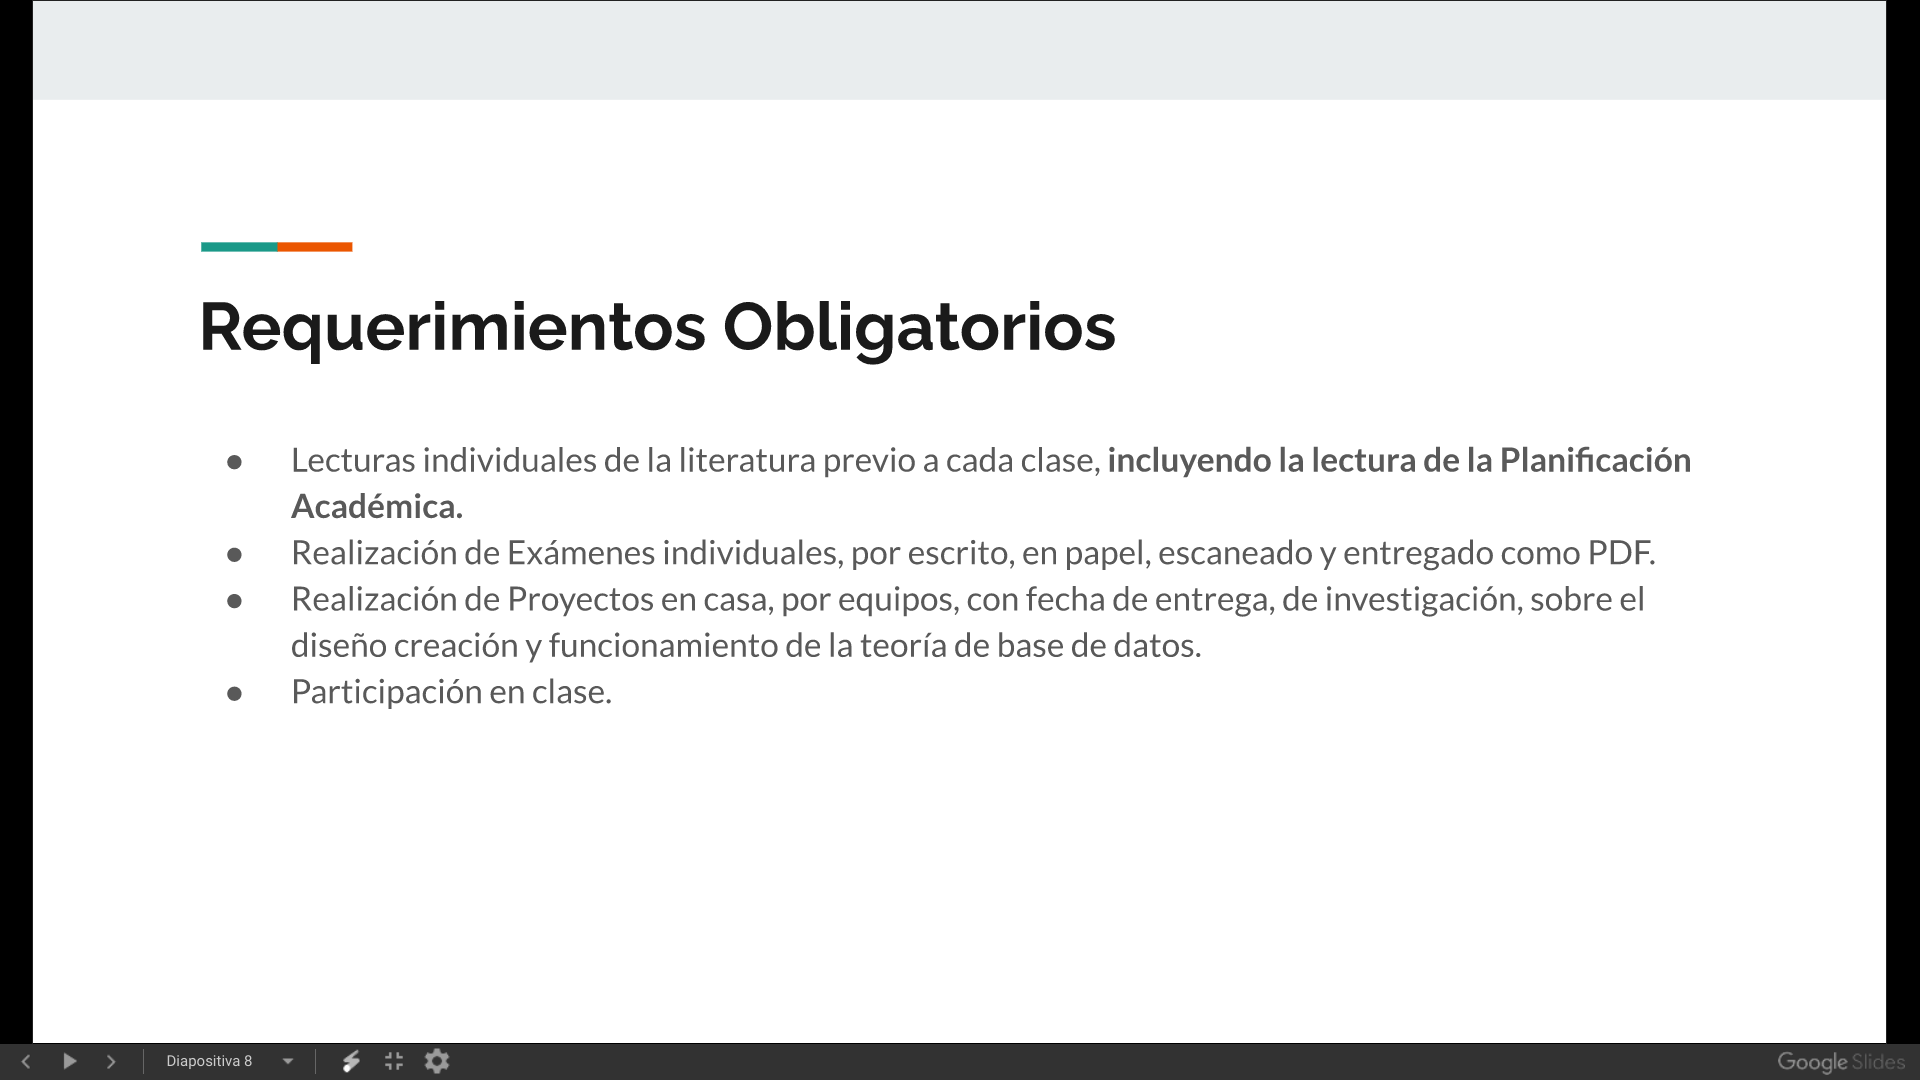 Requerimientos Obligatorios
● Lecturas individuales de la literatura previo a cada clase, incluyendo la lectura de la Planificación
Académica.
● Realización de Exámenes individuales, por escrito, en papel, escaneado y entregado como PDF.
● Realización de Proyectos en casa, por equipos, con fecha de entrega, de investigación, sobre el
diseño creación y funcionamiento de la teoría de base de datos.
● Participación en clase.
Diapositiva 8
Google Slides